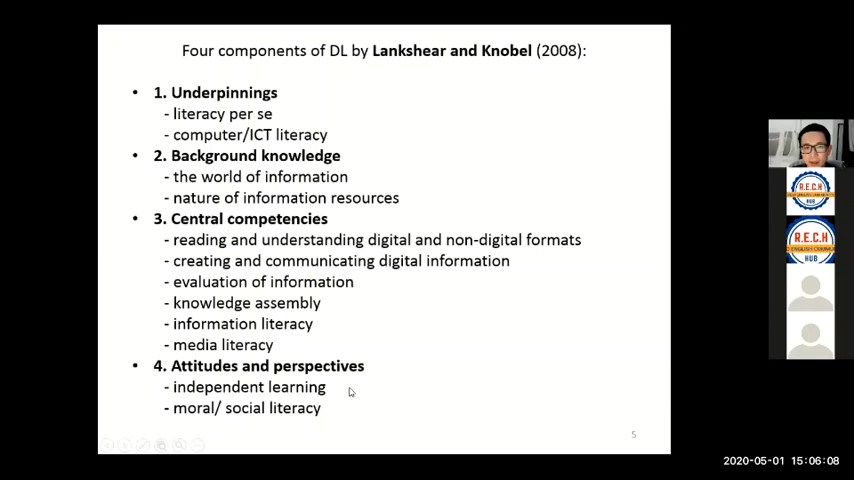 Four components of DL by Lankshear and Knobel (2008):
• 1. Underpinnings
- literacy per se
- computer/ICT literacy
• 2. Background knowledge
- the world of information
- nature of information resources
• 3. Central competencies
- reading and understanding digital and non-digital formats
- creating and communicating digital information
- evaluation of information
- knowledge assembly
- information literacy
- media literacy
• 4. Attitudes and perspectives
- independent learning
- moral/ social literacy
5
R.E.C.H
HUB
R.E.C.H
HUB
2020-05-01 15:06:08